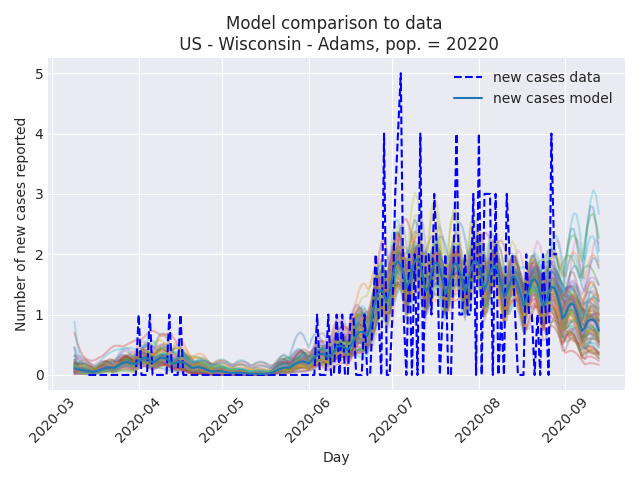 Model comparison to data
US - Wisconsin - Adams, pop. = 20220
new cases data
new cases model
Number of new cases reported
5
4
3
2
1
0
2020-03
2020-04
2020-05
2020-06
2020-07
2020-08
2020-09
Day